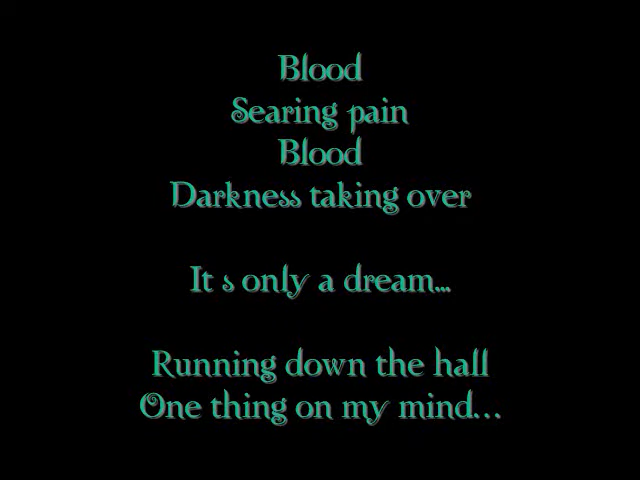 Blood
Searing pain
Blood
Darkness taking over
It s only a dream...
Running down the hall
One thing on my mind...